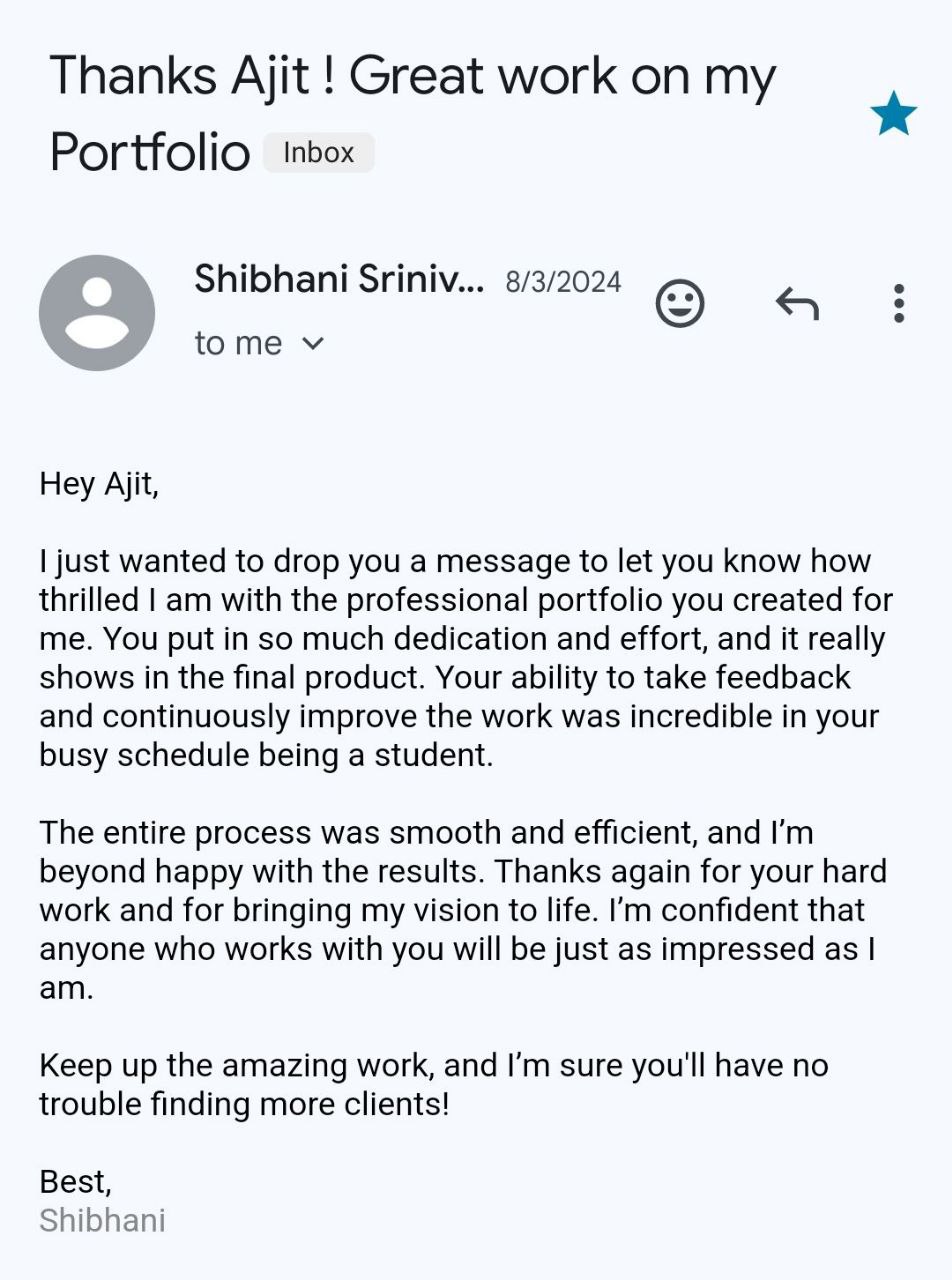 Thanks Ajit ! Great work on my
Portfolio Inbox
Shibhani Sriniv... 8/3/2024
to me
Hey Ajit,
I just wanted to drop you a message to let you know how
thrilled I am with the professional portfolio you created for
me. You put in so much dedication and effort, and it really
shows in the final product. Your ability to take feedback
and continuously improve the work was incredible in your
busy schedule being a student.
The entire process was smooth and efficient, and I’m
beyond happy with the results. Thanks again for your hard
work and for bringing my vision to life. I’m confident that
anyone who works with you will be just as impressed as I
am.
Keep up the amazing work, and I’m sure you'll have no
trouble finding more clients!
Best,
Shibhani